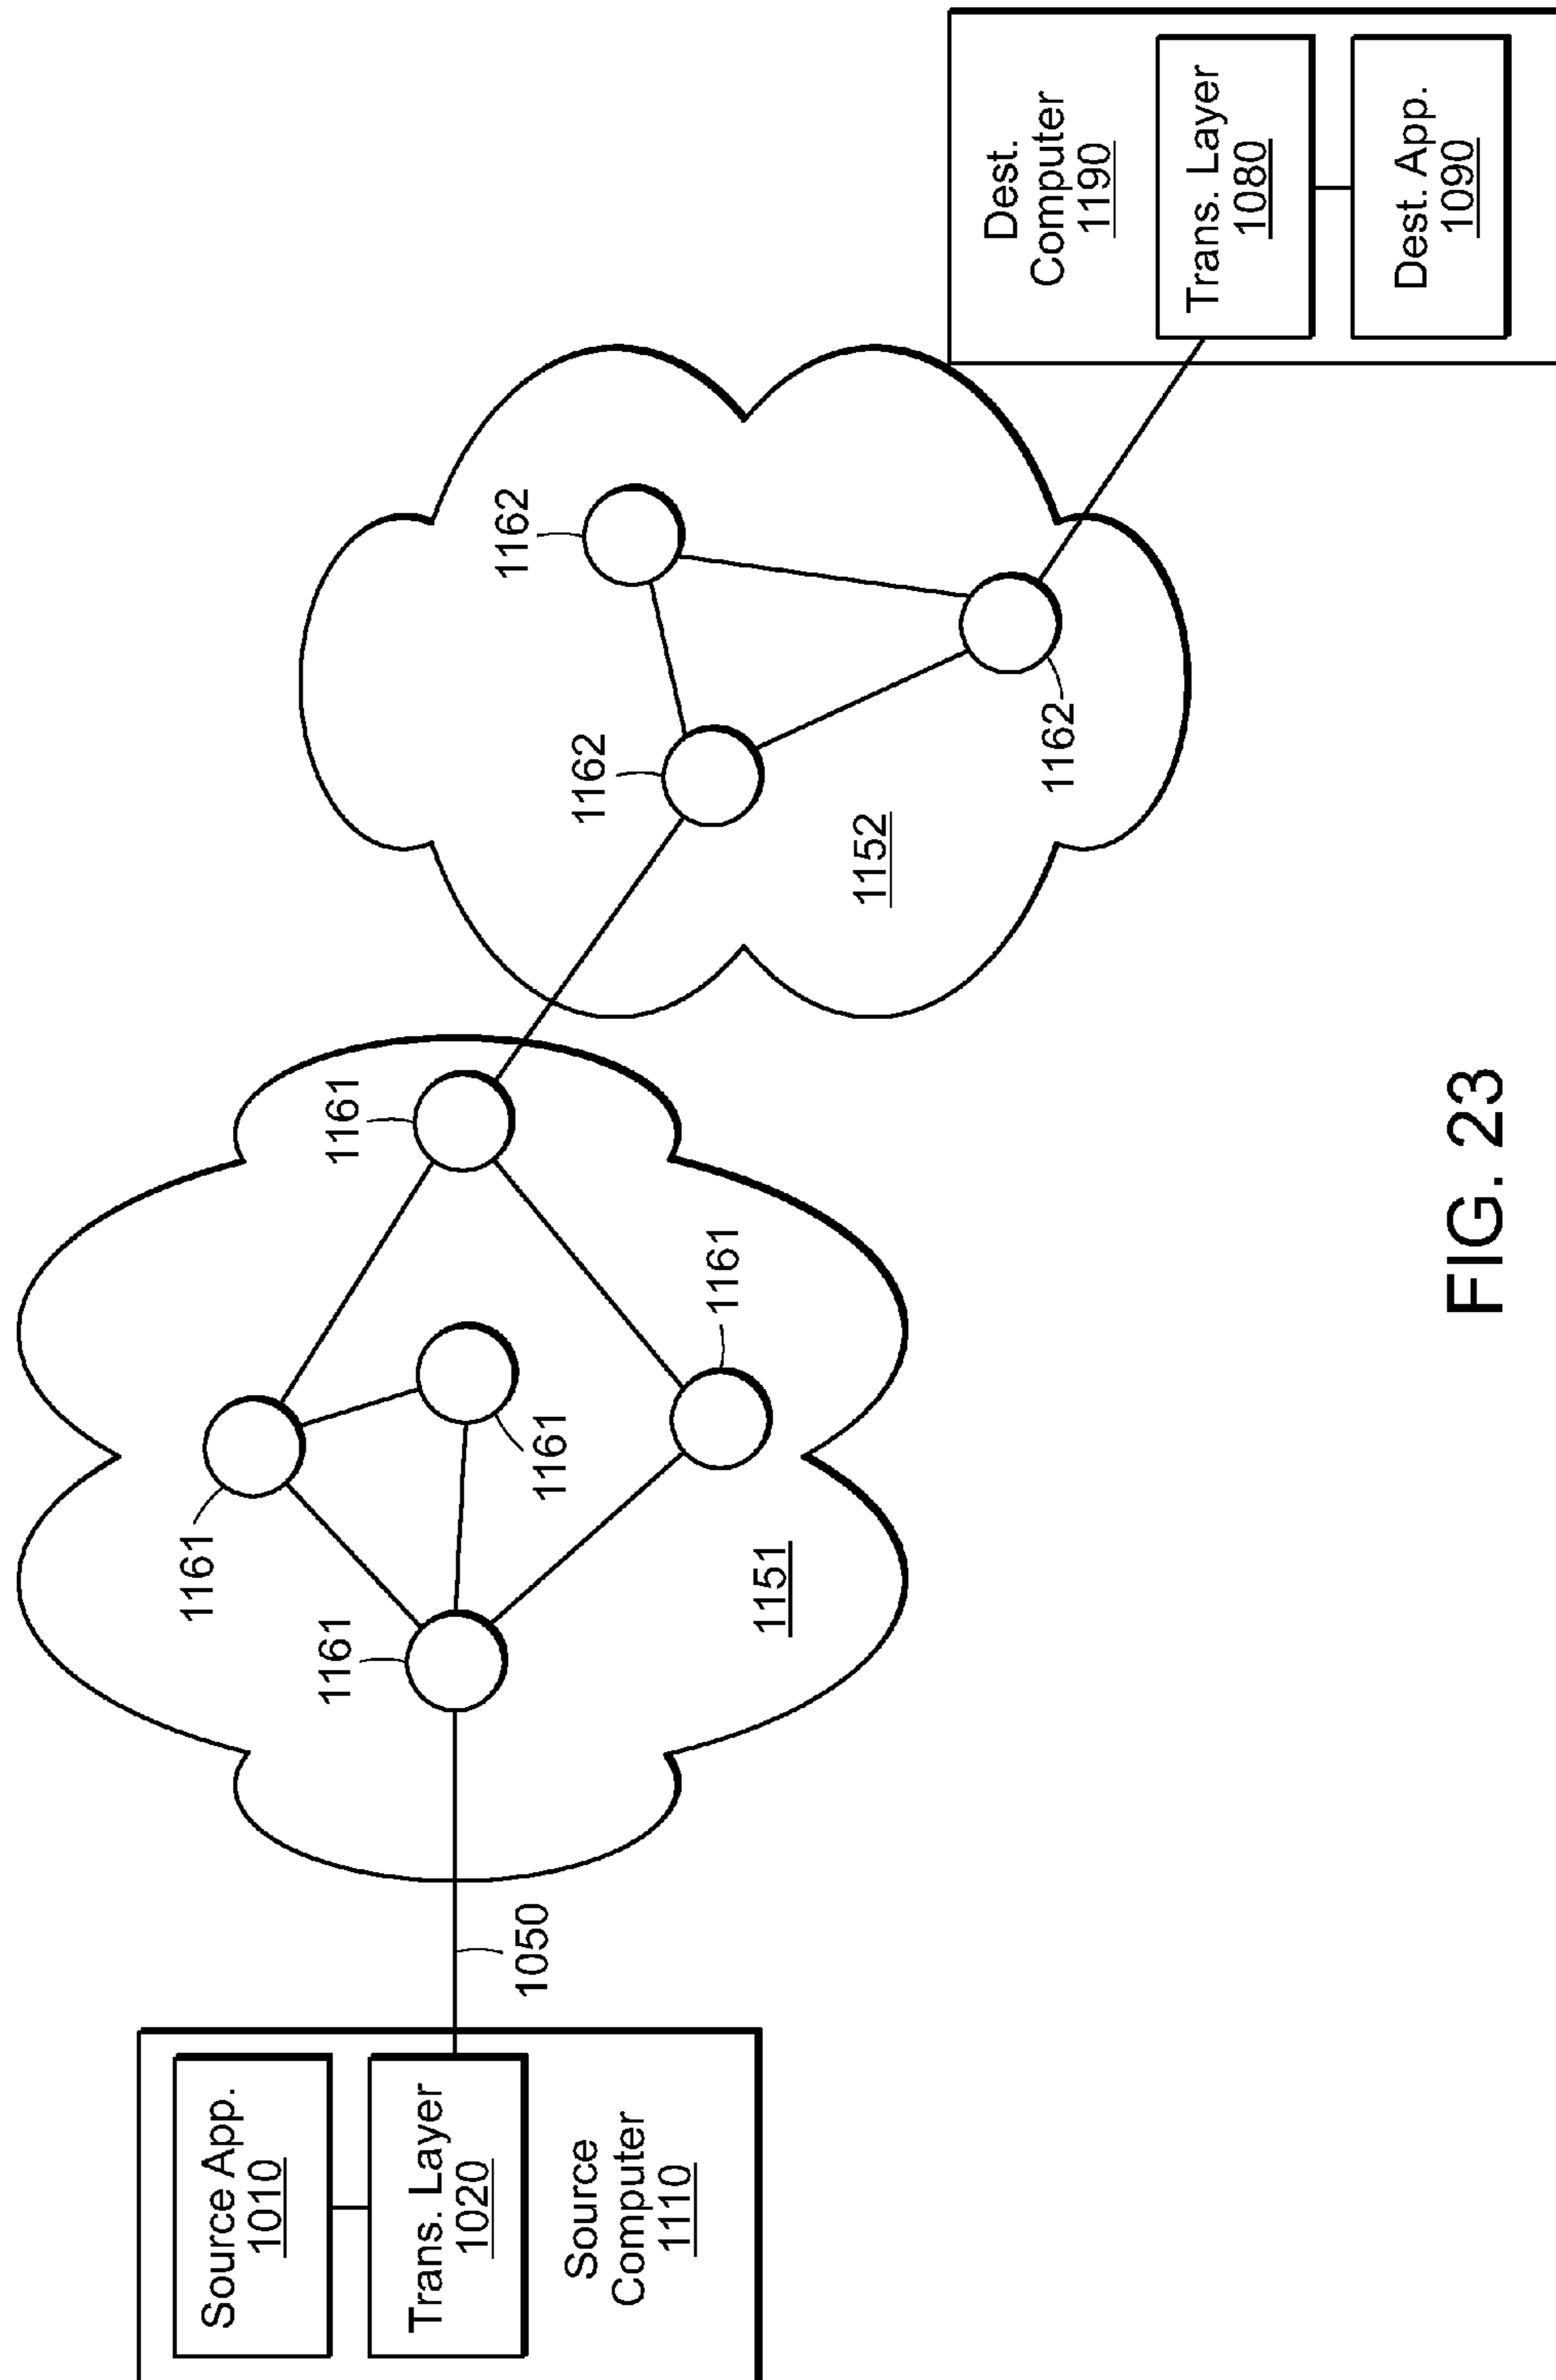 Source App.
1010
Trans. Layer
1020
Source
Computer
1110
1050
1161
1161
1161
1161
1161
1151
1162
1162
1162
1152
Dest.
Computer
1190
Trans. Layer
1080
Dest. App.
1090
FIG. 23